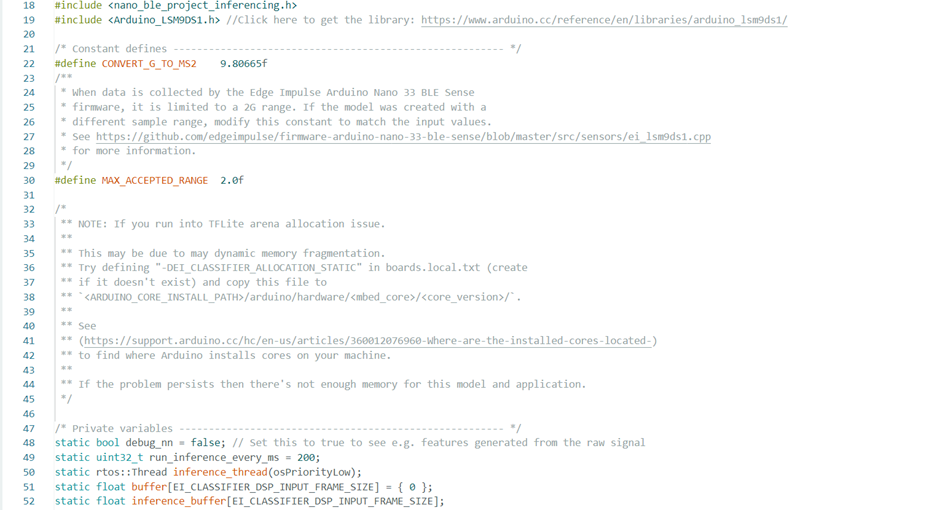 18 #include <nano_ble_project_inferencing.h>
19 #include <Arduino_LSM9DS1.h> //Click here to get the library: https://www.arduino.cc/reference/en/libraries/arduino_lsm9ds1/
20
21 /* Constant defines ------------------------------------------------------- */
22 #define CONVERT_G_TO_MS2    9.80665f
23 /**
24  * When data is collected by the Edge Impulse Arduino Nano 33 BLE Sense
25  * firmware, it is limited to a 2G range. If the model was created with a
26  * different sample range, modify this constant to match the input values.
27  * See https://github.com/edgeimpulse/firmware-arduino-nano-33-ble-sense/blob/master/src/sensors/ei_lsm9ds1.cpp
28  * for more information.
29  */
30 #define MAX_ACCEPTED_RANGE  2.0f
31
32 /*
33  ** NOTE: If you run into TFLite arena allocation issue.
34  **
35  ** This may be due to may dynamic memory fragmentation.
36  ** Try defining "-DEI_CLASSIFIER_ALLOCATION_STATIC" in boards.local.txt (create
37  ** if it doesn't exist) and copy this file to
38  ** `<ARDUINO_CORE_INSTALL_PATH>/arduino/hardware/<mbed_core>/<core_version>/`.
39  **
40  ** See
41  ** (https://support.arduino.cc/hc/en-us/articles/360012076960-Where-are-the-installed-cores-located-)
42  ** to find where Arduino installs cores on your machine.
43  **
44  ** If the problem persists then there's not enough memory for this model and application.
45  */
46
47 /* Private variables ------------------------------------------------------- */
48 static bool debug_nn = false; // Set this to true to see e.g. features generated from the raw signal
49 static uint32_t run_inference_every_ms = 200;
50 static rtos::Thread inference_thread(osPriorityLow);
51 static float buffer[EI_CLASSIFIER_DSP_INPUT_FRAME_SIZE] = { 0 };
52 static float inference_buffer[EI_CLASSIFIER_DSP_INPUT_FRAME_SIZE];